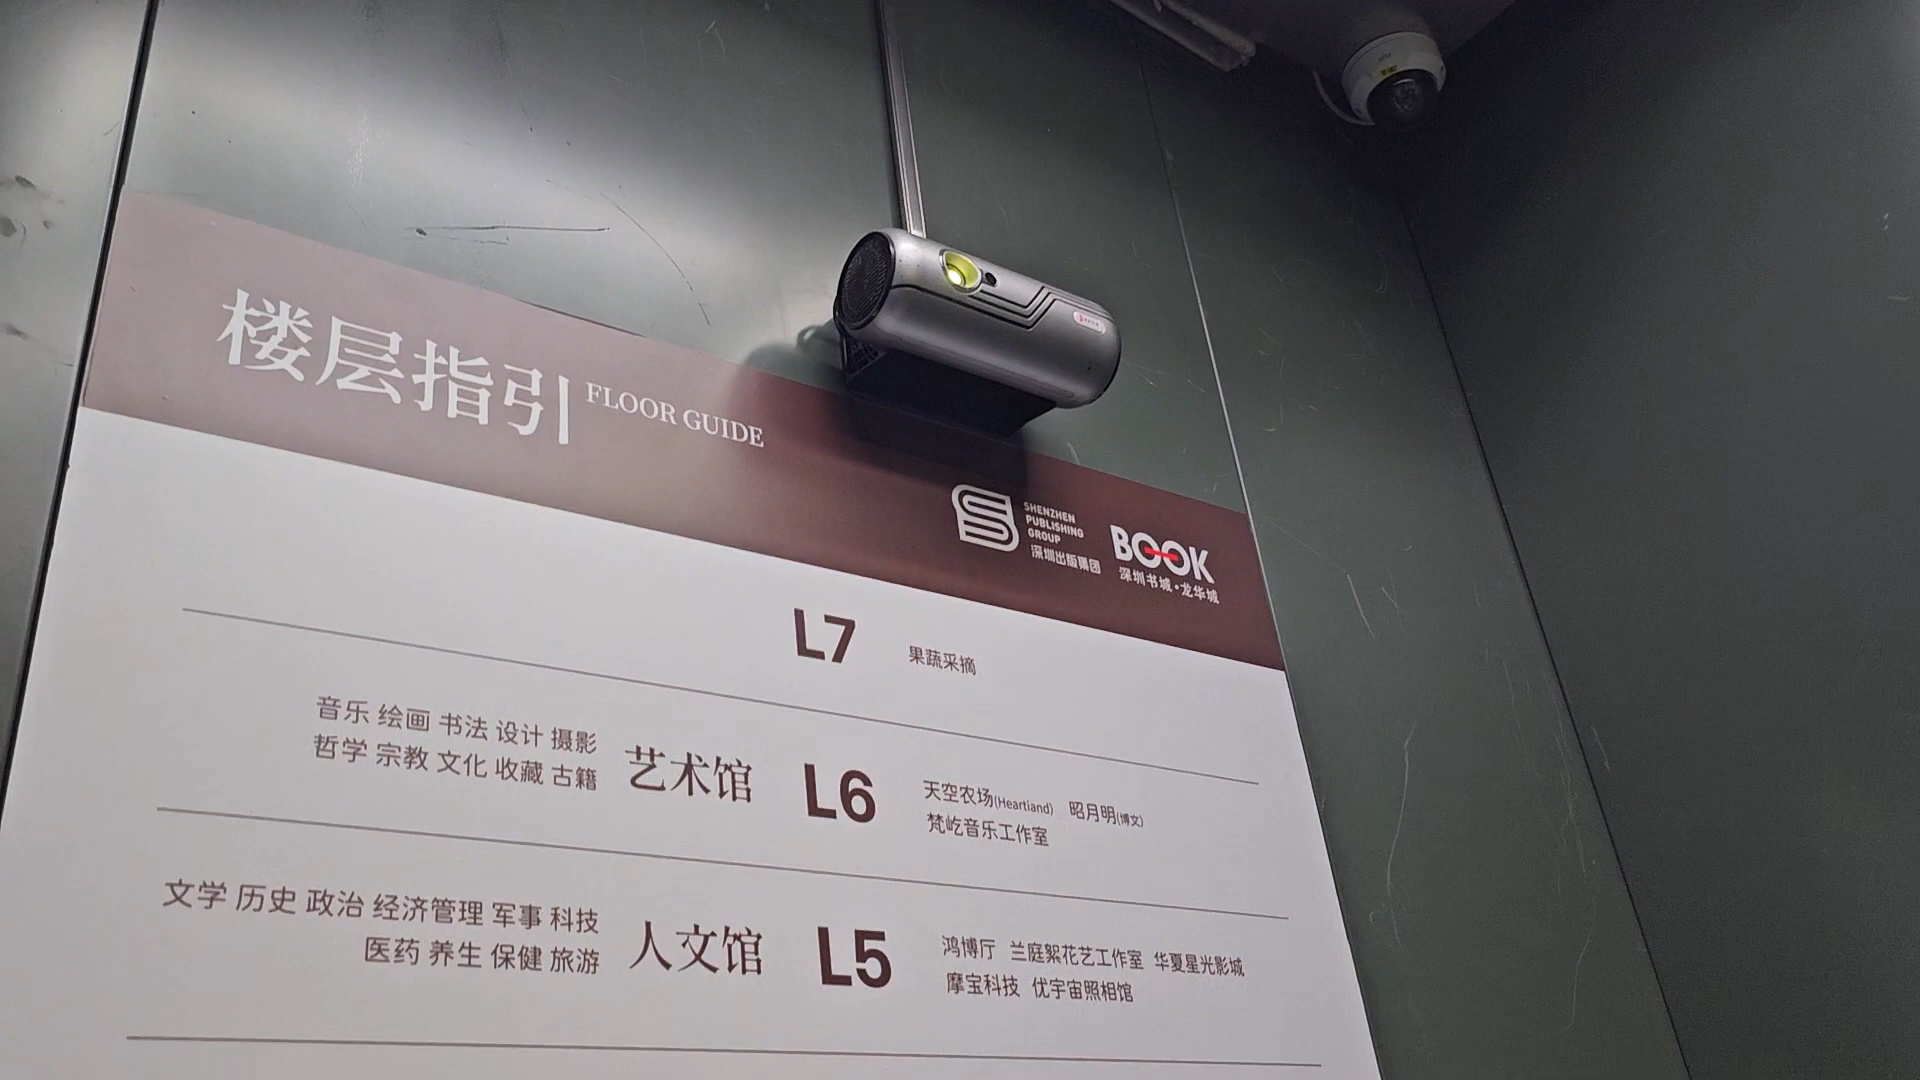 楼层指引 FLOOR GUIDE
SHENZHEN
PUBLISHING
GROUP
深圳出版集团
BOOK
深圳书城·龙华城
L7 果蔬采摘
音乐 绘画 书法 设计 摄影
哲学 宗教 文化 收藏 古籍
艺术馆 L6
天空农场(Heartiand) 昭月明(博文)
梵屹音乐工作室
文学 历史 政治 经济管理 军事 科技
医药 养生 保健 旅游
人文馆 L5
鸿博厅 兰庭絮花艺工作室 华夏星光影城
摩宝科技 优宇宙照相馆